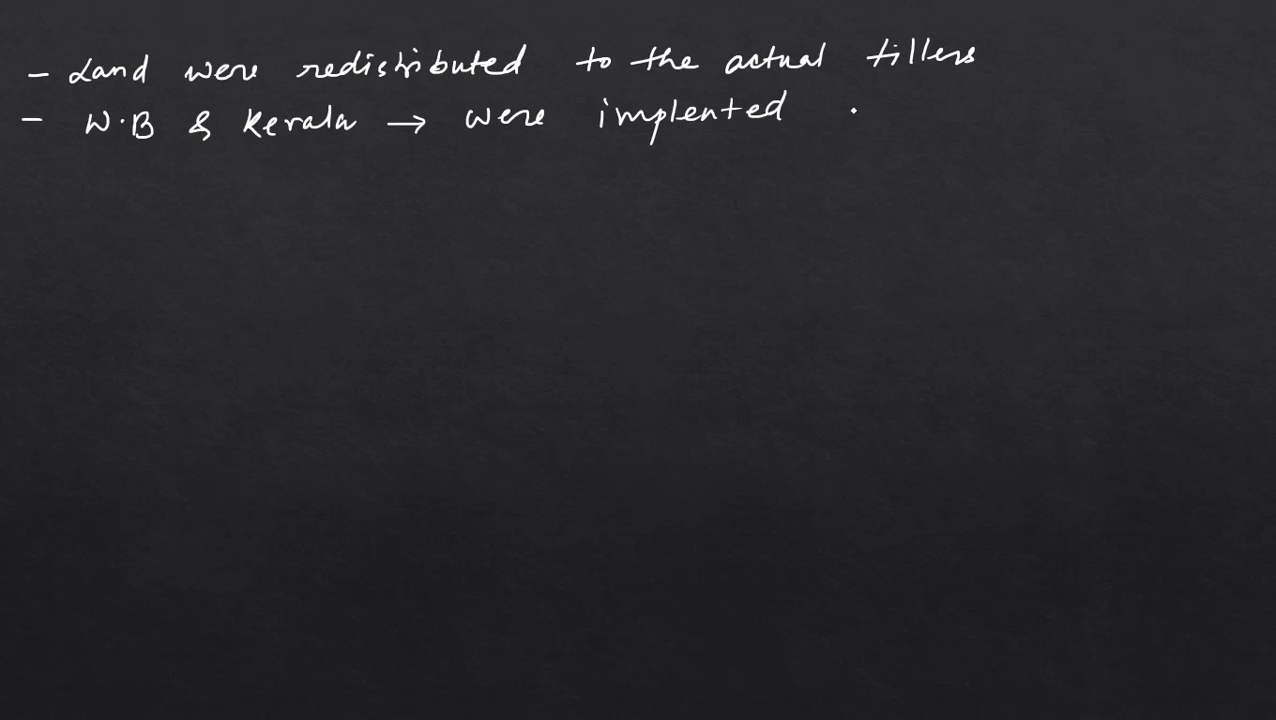 - Land were redistributed to the actual tillers
- W.B & Kerala → were implented .